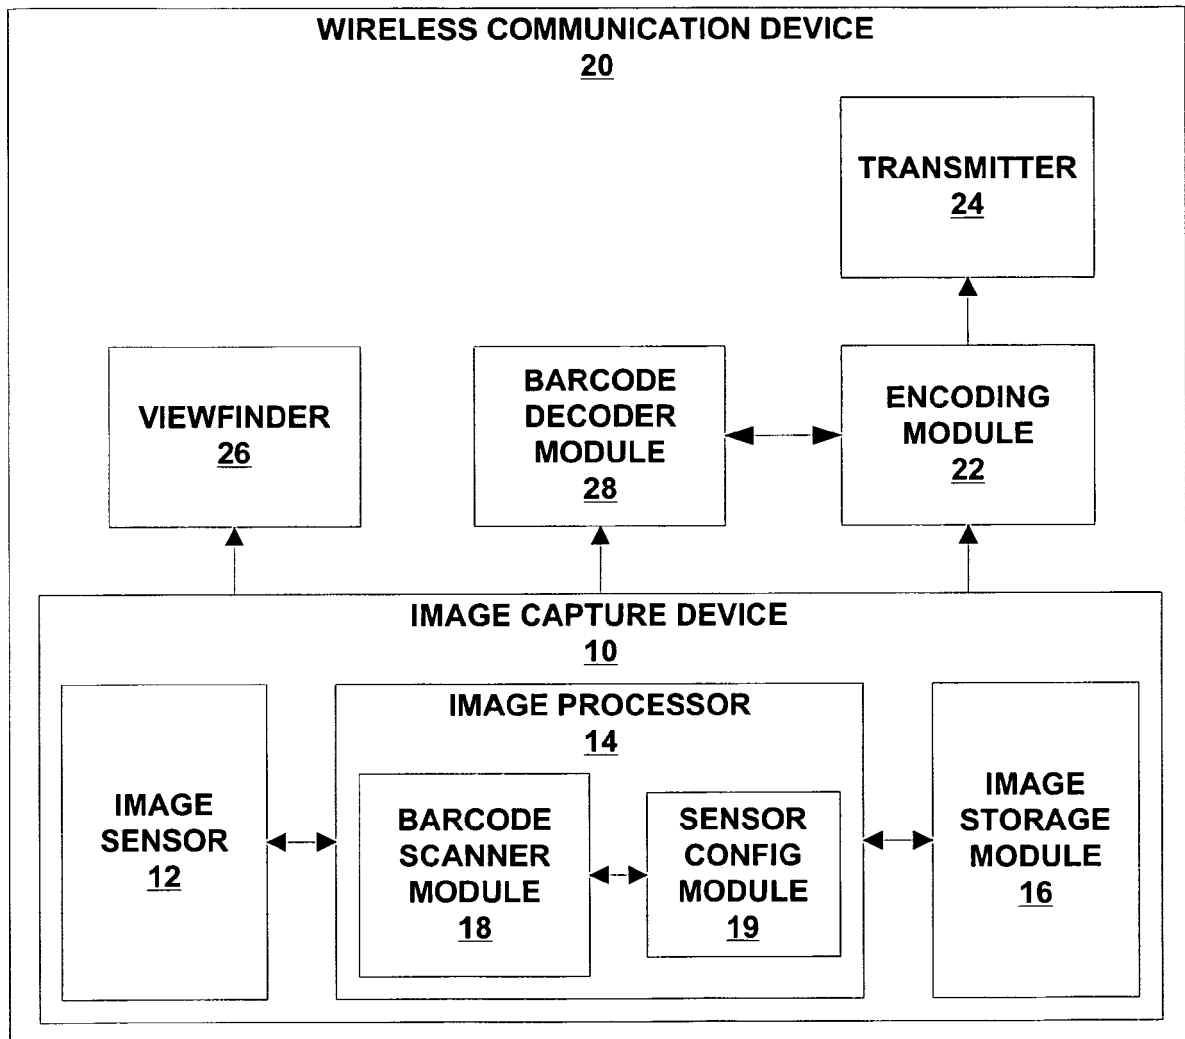 WIRELESS COMMUNICATION DEVICE
20
TRANSMITTER
24
VIEWFINDER
26
BARCODE
DECODER
MODULE
28
ENCODING
MODULE
22
IMAGE CAPTURE DEVICE
10
IMAGE
SENSOR
12
IMAGE PROCESSOR
14
BARCODE
SCANNER
MODULE
18
SENSOR
CONFIG
MODULE
19
IMAGE
STORAGE
MODULE
16